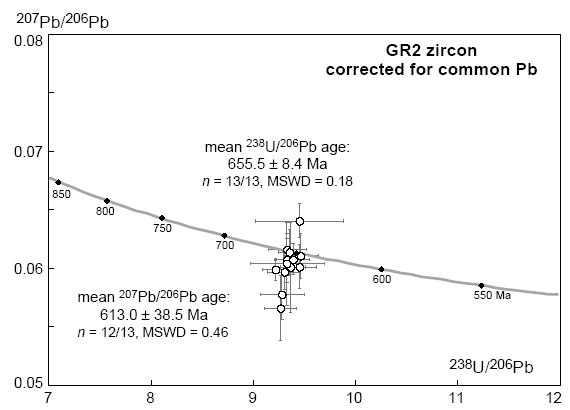 ²⁰⁷Pb/²⁰⁶Pb
0.08
GR2 zircon
corrected for common Pb
0.07
mean ²³⁸U/²⁰⁶Pb age:
655.5 ± 8.4 Ma
n = 13/13, MSWD = 0.18
850
800
750
700
0.06
600
550 Ma
mean ²⁰⁷Pb/²⁰⁶Pb age:
613.0 ± 38.5 Ma
n = 12/13, MSWD = 0.46
²³⁸U/²⁰⁶Pb
0.05
7 8 9 10 11 12